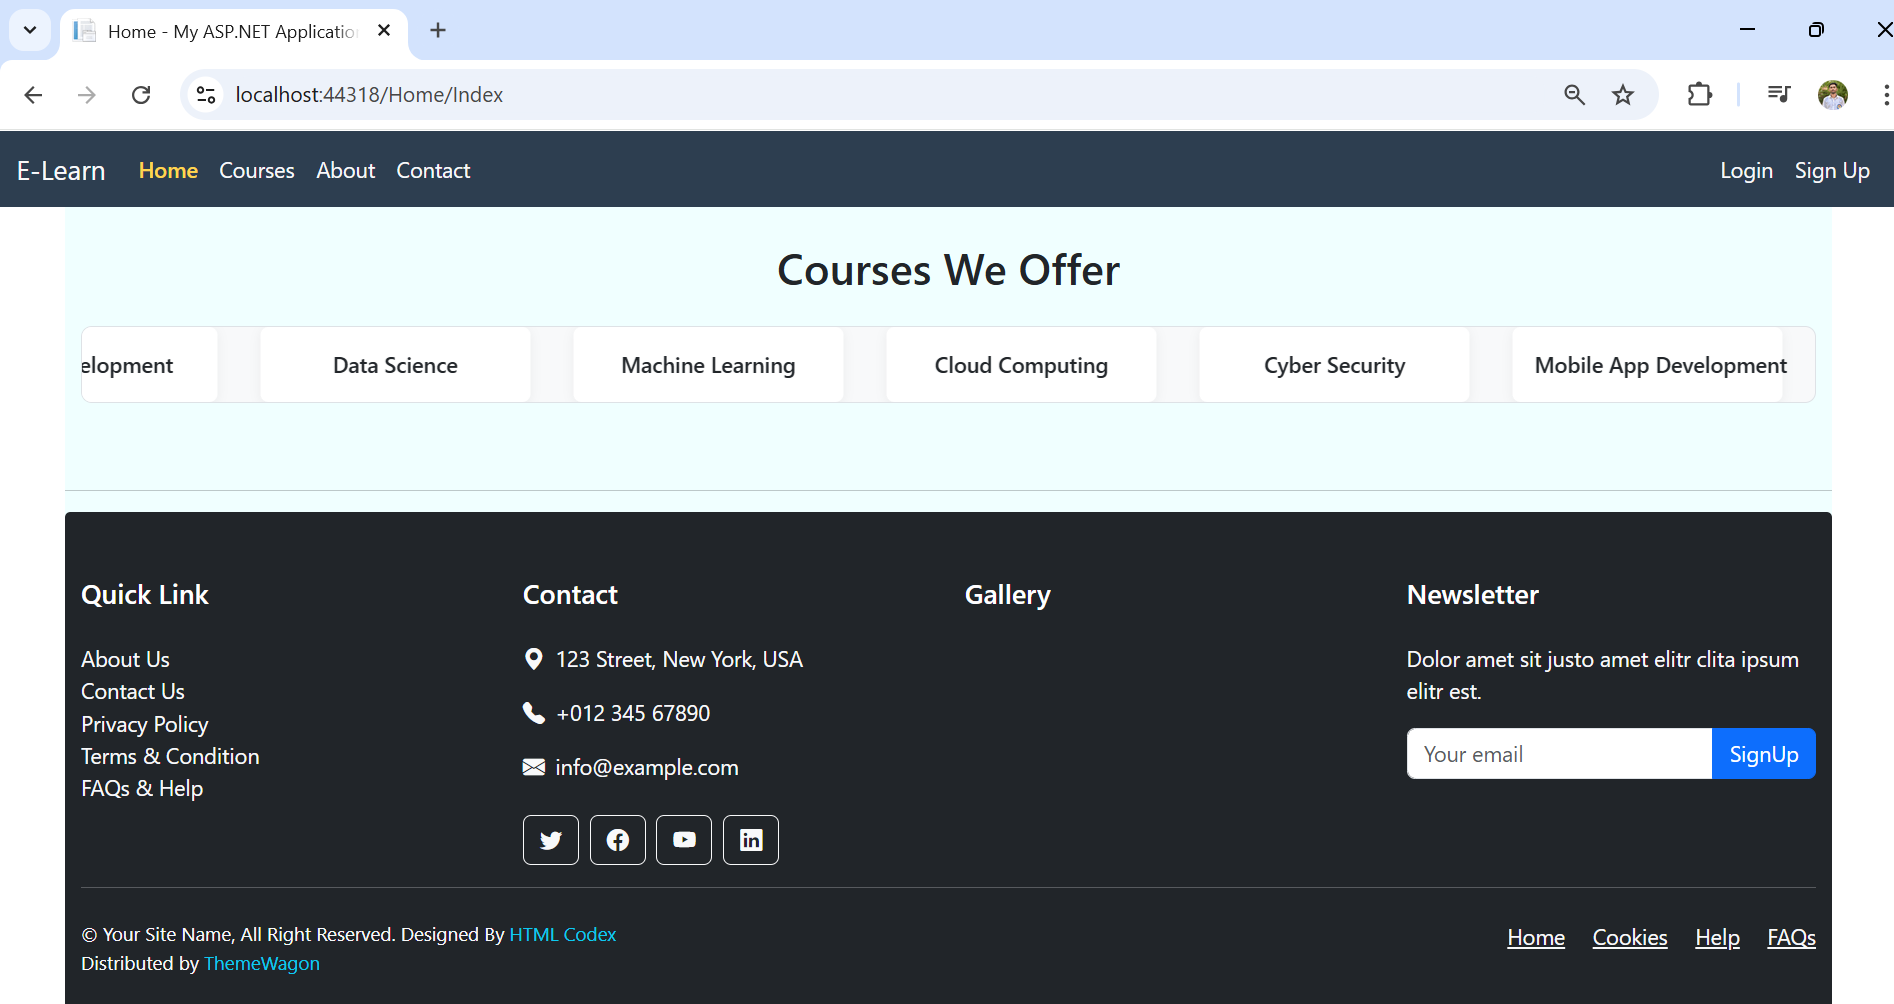 Home - My ASP.NET Application
localhost:44318/Home/Index
E-Learn Home Courses About Contact Login Sign Up
Courses We Offer
elopment Data Science Machine Learning Cloud Computing Cyber Security Mobile App Development
Quick Link
About Us
Contact Us
Privacy Policy
Terms & Condition
FAQs & Help
Contact
123 Street, New York, USA
+012 345 67890
info@example.com
Gallery
Newsletter
Dolor amet sit justo amet elitr clita ipsum
elitr est.
Your email SignUp
© Your Site Name, All Right Reserved. Designed By HTML Codex
Distributed by ThemeWagon
Home Cookies Help FAQs